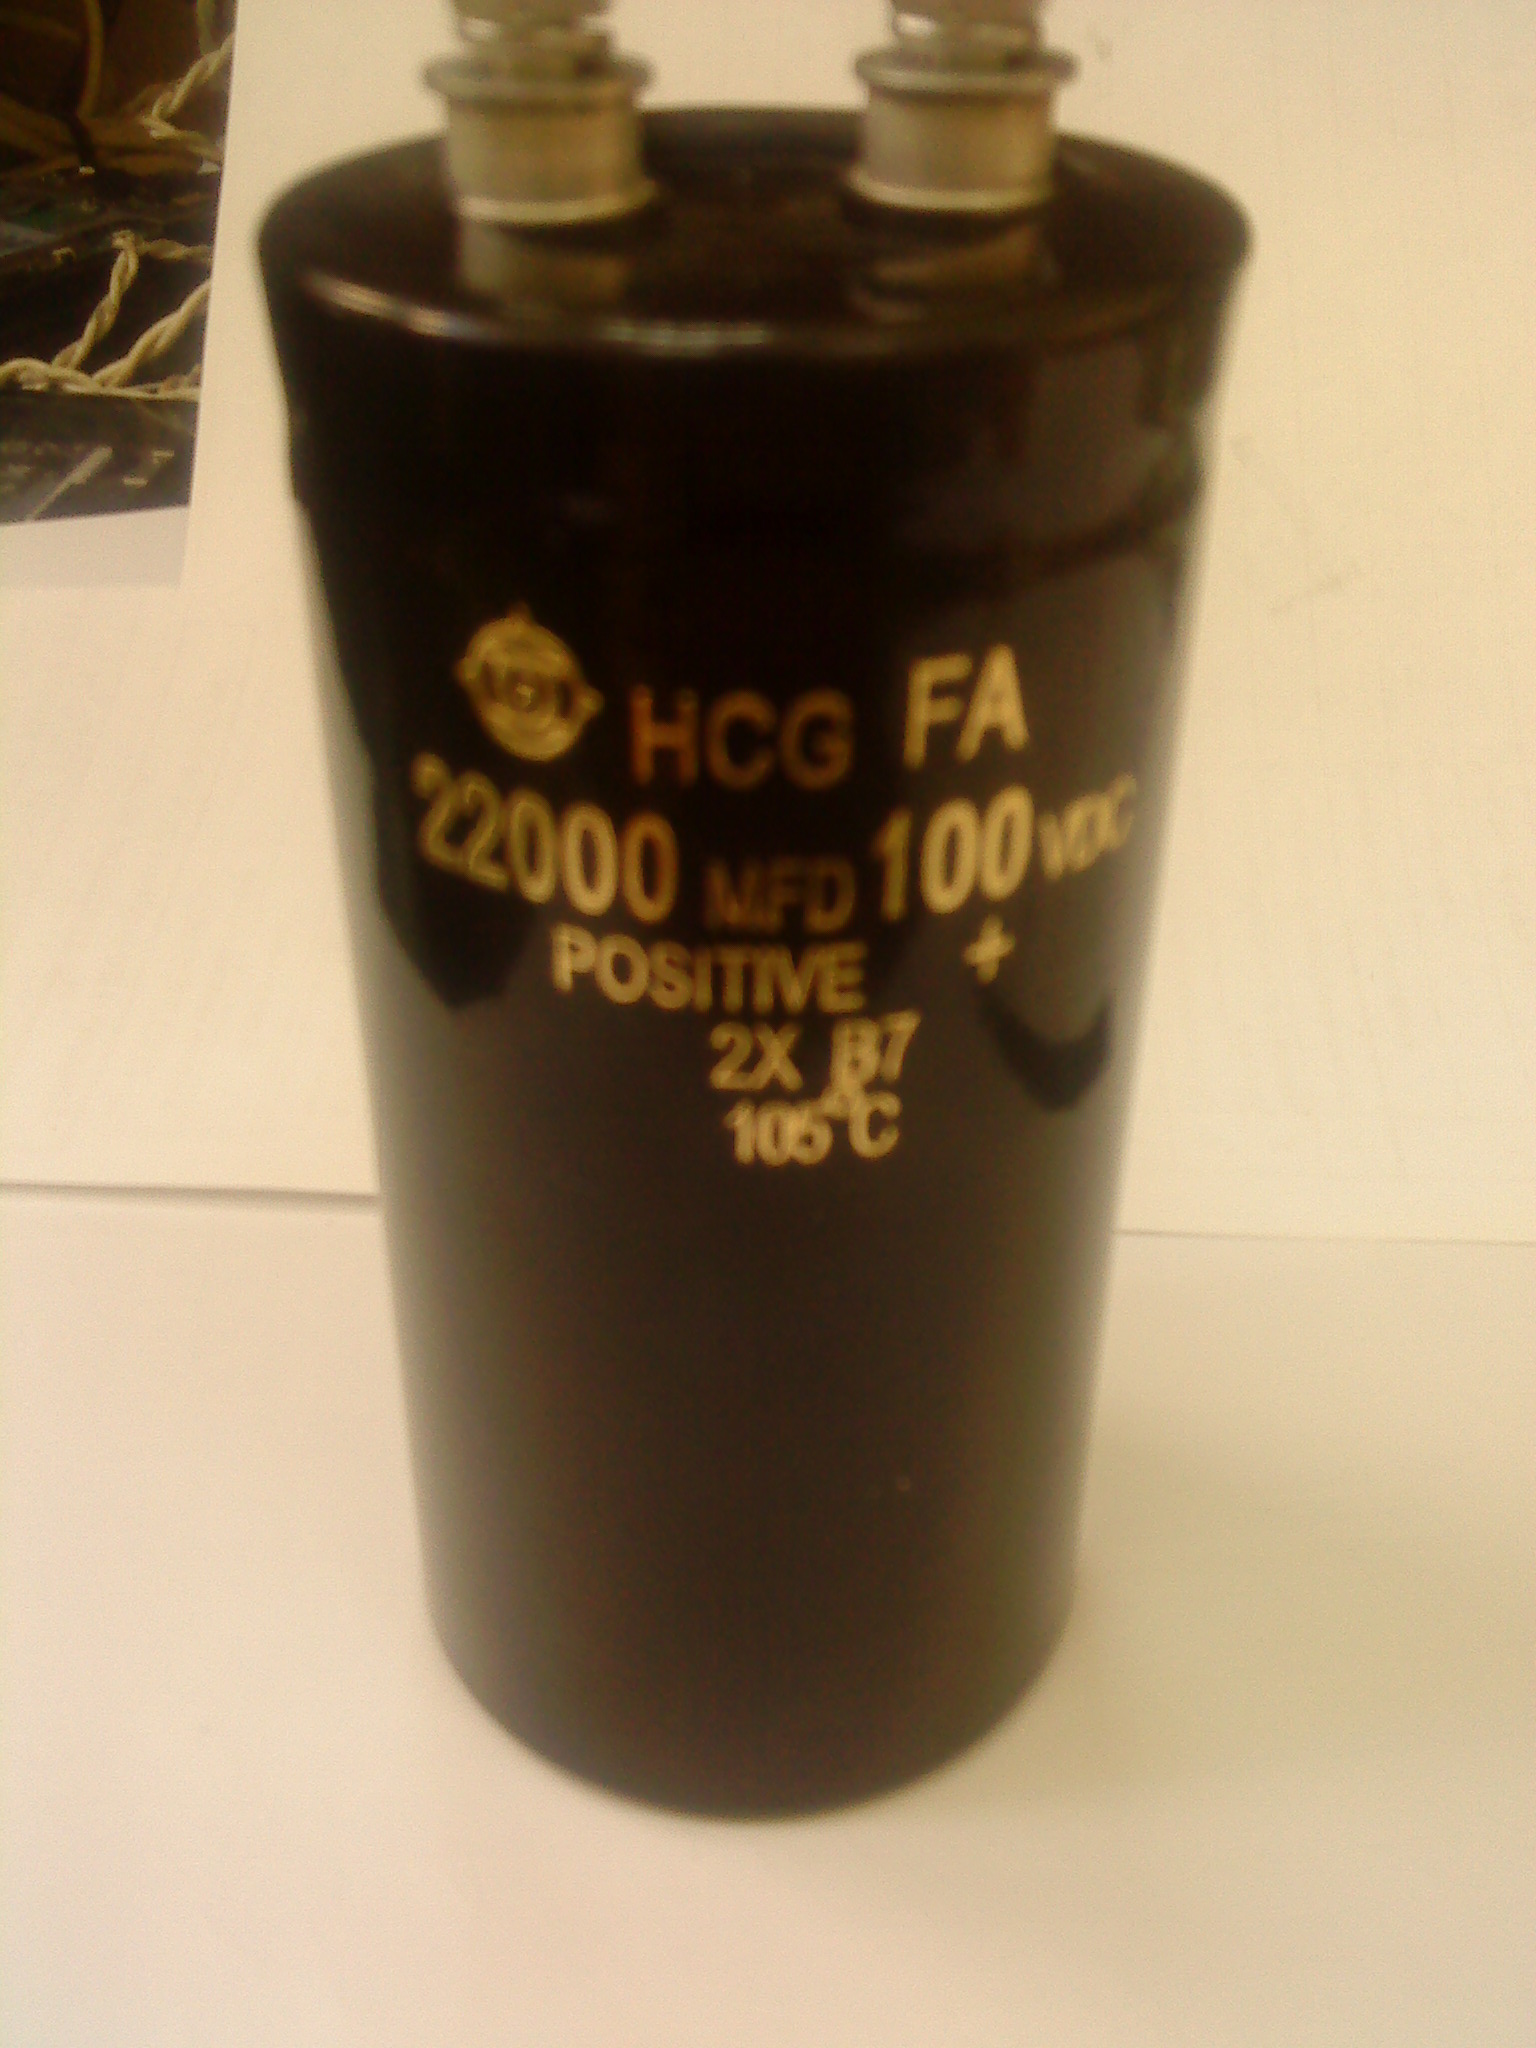 HCG FA
22000 MFD 100 VDC
POSITIVE +
2X B7
105°C